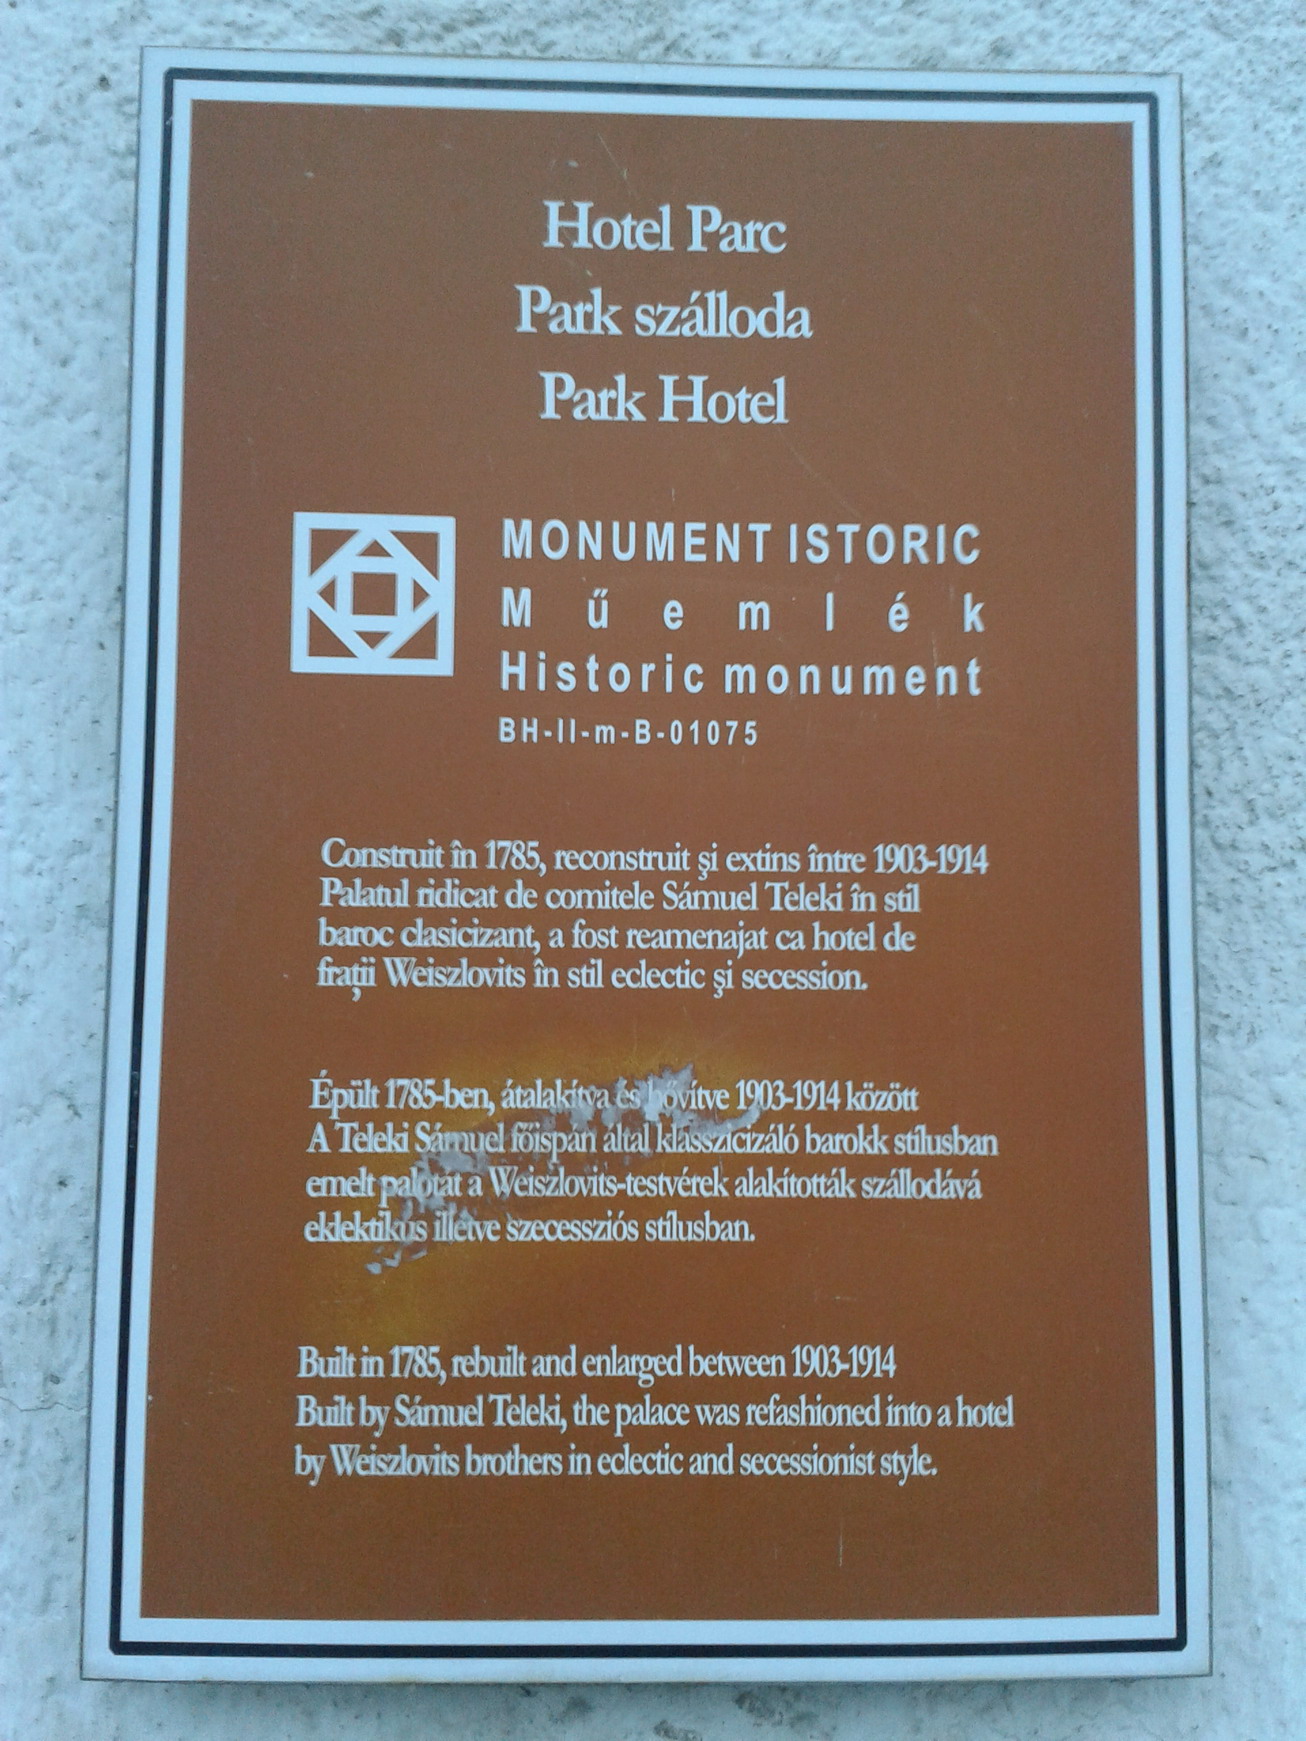 Hotel Parc
Park szálloda
Park Hotel
MONUMENT ISTORIC
Műemlék
Historic monument
BH-II-m-B-01075
Construit în 1785, reconstruit şi extins între 1903-1914
Palatul ridicat de comitele Sámuel Teleki în stil
baroc clasicizant, a fost reamenajat ca hotel de
fraţii Weiszlovits în stil eclectic şi secession.
Épült 1785-ben, átalakítva és bővítve 1903-1914 között
A Teleki Sámuel főispán által klasszicizáló barokk stílusban
emelt palotát a Weiszlovits-testvérek alakították szállodává
eklektikus illetve szecessziós stílusban.
Built in 1785, rebuilt and enlarged between 1903-1914
Built by Sámuel Teleki, the palace was refashioned into a hotel
by Weiszlovits brothers in eclectic and secessionist style.